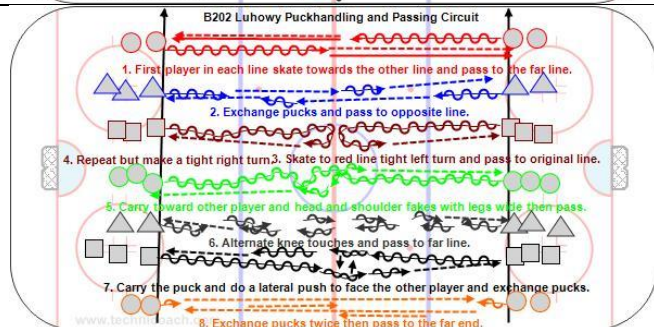 B202 Luhowy Puckhandling and Passing Circuit
1. First player in each line skate towards the other line and pass to the far line.
2. Exchange pucks and pass to opposite line.
4. Repeat but make a tight right turn. 3. Skate to red line tight left turn and pass to original line.
5. Carry toward other player and head and shoulder fakes with legs wide then pass.
6. Alternate knee touches and pass to far line.
7. Carry the puck and do a lateral push to face the other player and exchange pucks.
8. Exchange pucks twice then pass to the far end.